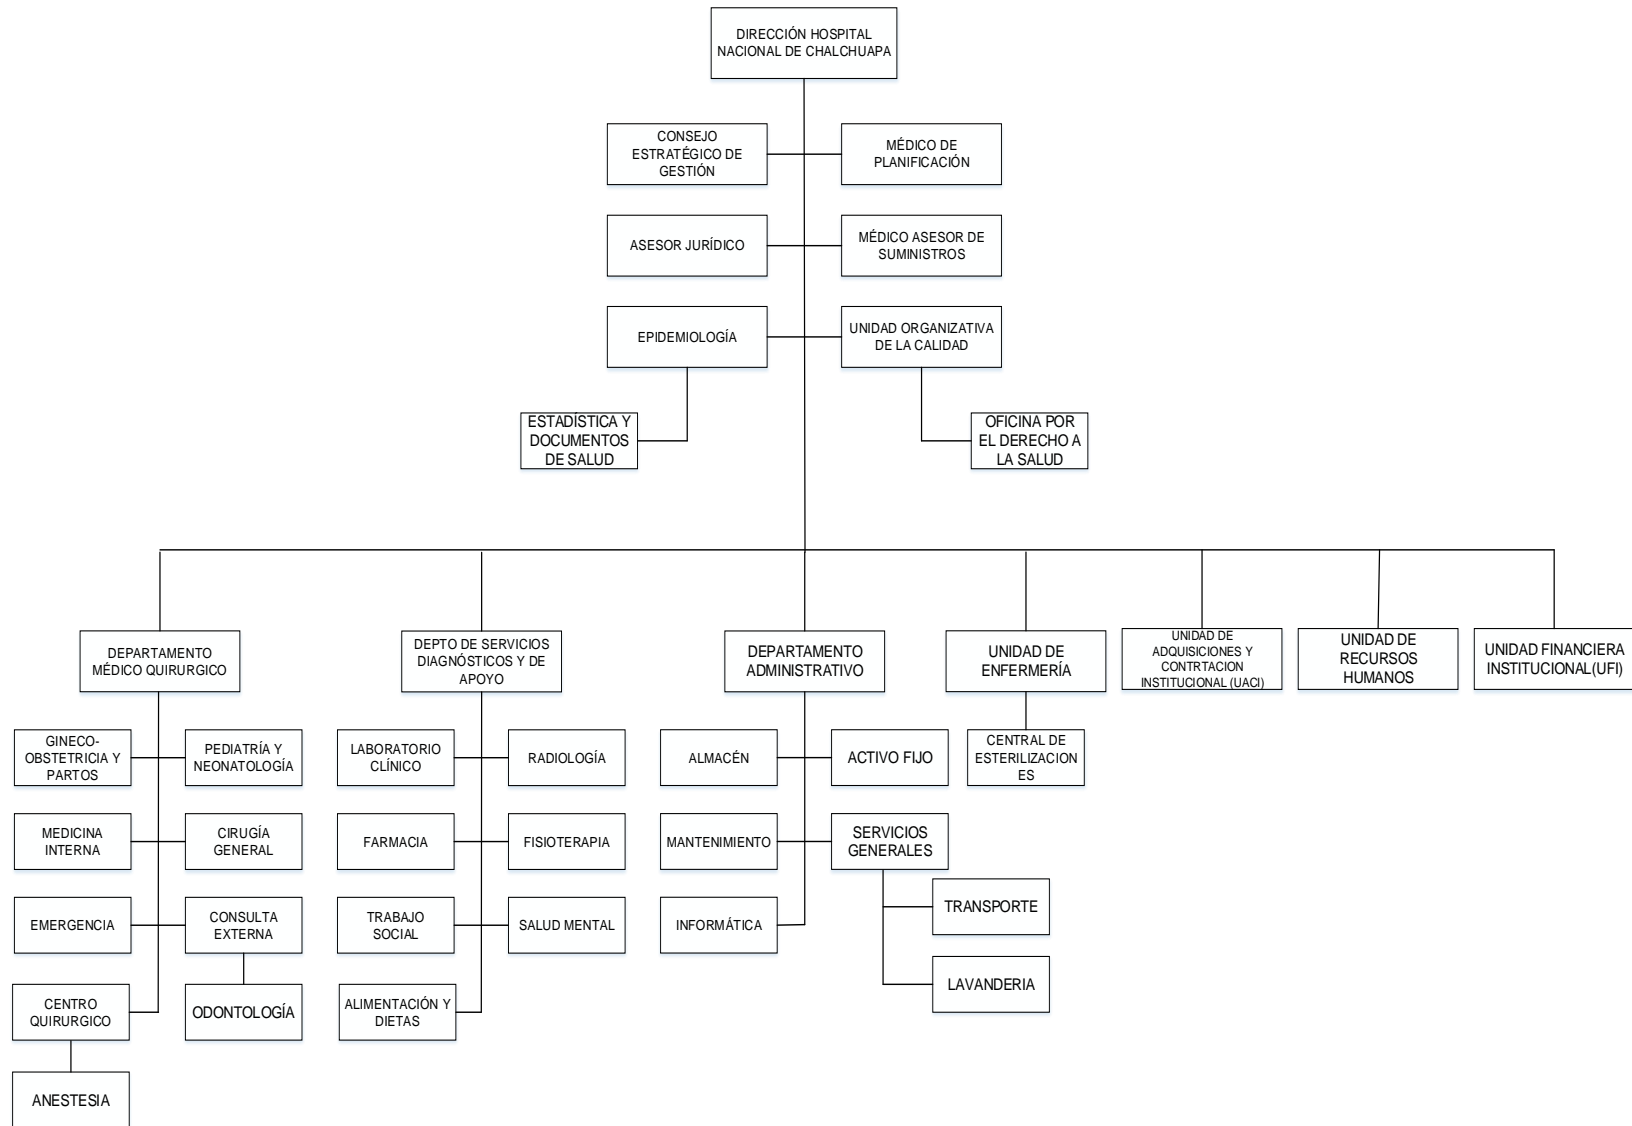 DIRECCIÓN HOSPITAL
NACIONAL DE CHALCHUAPA
CONSEJO
ESTRATÉGICO DE
GESTIÓN
MÉDICO DE
PLANIFICACIÓN
ASESOR JURÍDICO
MÉDICO ASESOR DE
SUMINISTROS
EPIDEMIOLOGÍA
UNIDAD ORGANIZATIVA
DE LA CALIDAD
ESTADÍSTICA Y
DOCUMENTOS
DE SALUD
OFICINA POR
EL DERECHO A
LA SALUD
DEPARTAMENTO
MÉDICO QUIRURGICO
DEPTO DE SERVICIOS
DIAGNÓSTICOS Y DE
APOYO
DEPARTAMENTO
ADMINISTRATIVO
UNIDAD DE
ENFERMERÍA
UNIDAD DE
ADQUISICIONES Y
CONTRTACION
INSTITUCIONAL (UACI)
UNIDAD DE
RECURSOS
HUMANOS
UNIDAD FINANCIERA
INSTITUCIONAL(UFI)
GINECO-
OBSTETRICIA Y
PARTOS
PEDIATRÍA Y
NEONATOLOGÍA
LABORATORIO
CLÍNICO
RADIOLOGÍA
ALMACÉN
ACTIVO FIJO
CENTRAL DE
ESTERILIZACION
ES
MEDICINA
INTERNA
CIRUGÍA
GENERAL
FARMACIA
FISIOTERAPIA
MANTENIMIENTO
SERVICIOS
GENERALES
EMERGENCIA
CONSULTA
EXTERNA
TRABAJO
SOCIAL
SALUD MENTAL
INFORMÁTICA
TRANSPORTE
CENTRO
QUIRURGICO
ODONTOLOGÍA
ALIMENTACIÓN Y
DIETAS
LAVANDERIA
ANESTESIA